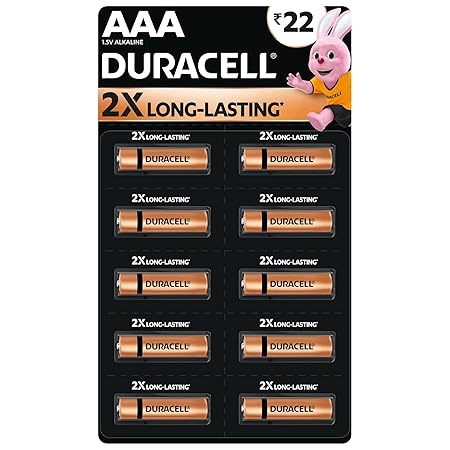 AAA
₹22
1.5V ALKALINE
DURACELL®
DURACELL
2X LONG-LASTING*
2X LONG-LASTING* 2X LONG-LASTING*
DURACELL DURACELL
2X LONG-LASTING* 2X LONG-LASTING*
DURACELL DURACELL
2X LONG-LASTING* 2X LONG-LASTING*
DURACELL DURACELL
2X LONG-LASTING* 2X LONG-LASTING*
DURACELL DURACELL
2X LONG-LASTING* 2X LONG-LASTING*
DURACELL DURACELL